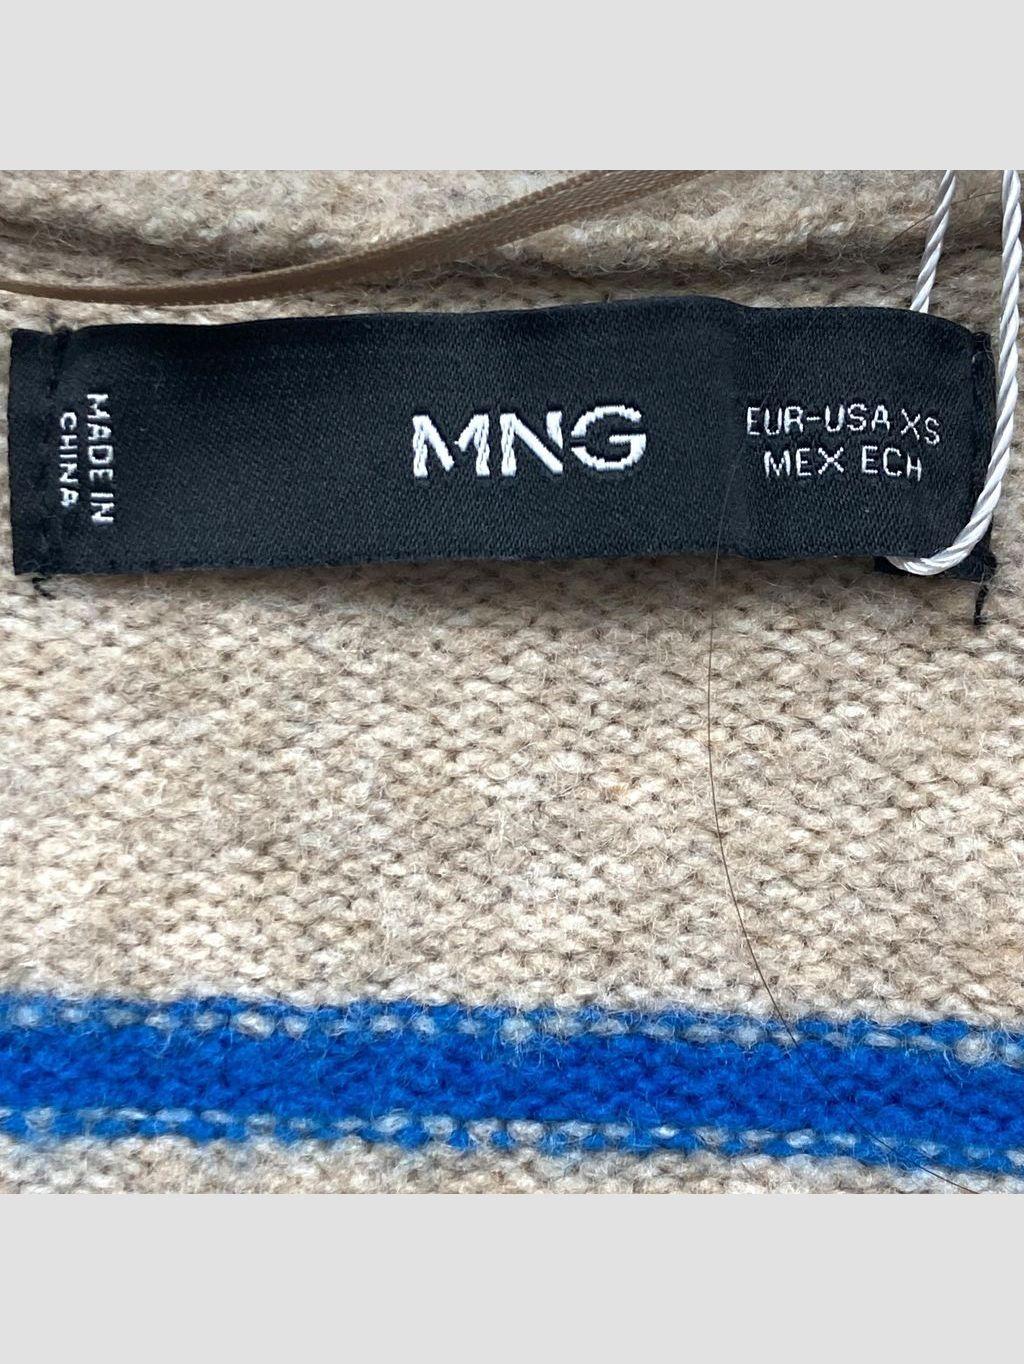 MADE IN
CHINA
MNG
EUR-USA XS
MEX ECH